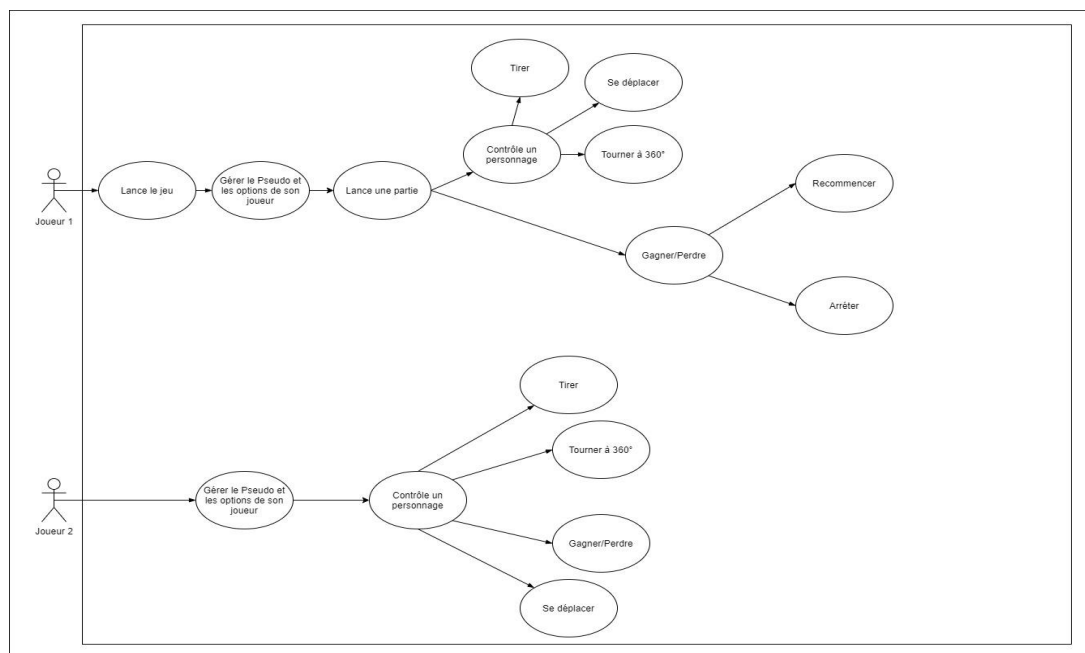 Tirer
Se déplacer
Contrôle un
personnage
Tourner à 360°
Joueur 1
Lance le jeu
Gérer le Pseudo et
les options de son
joueur
Lance une partie
Recommencer
Gagner/Perdre
Arrêter
Tirer
Tourner à 360°
Joueur 2
Gérer le Pseudo et
les options de son
joueur
Contrôle un
personnage
Gagner/Perdre
Se déplacer